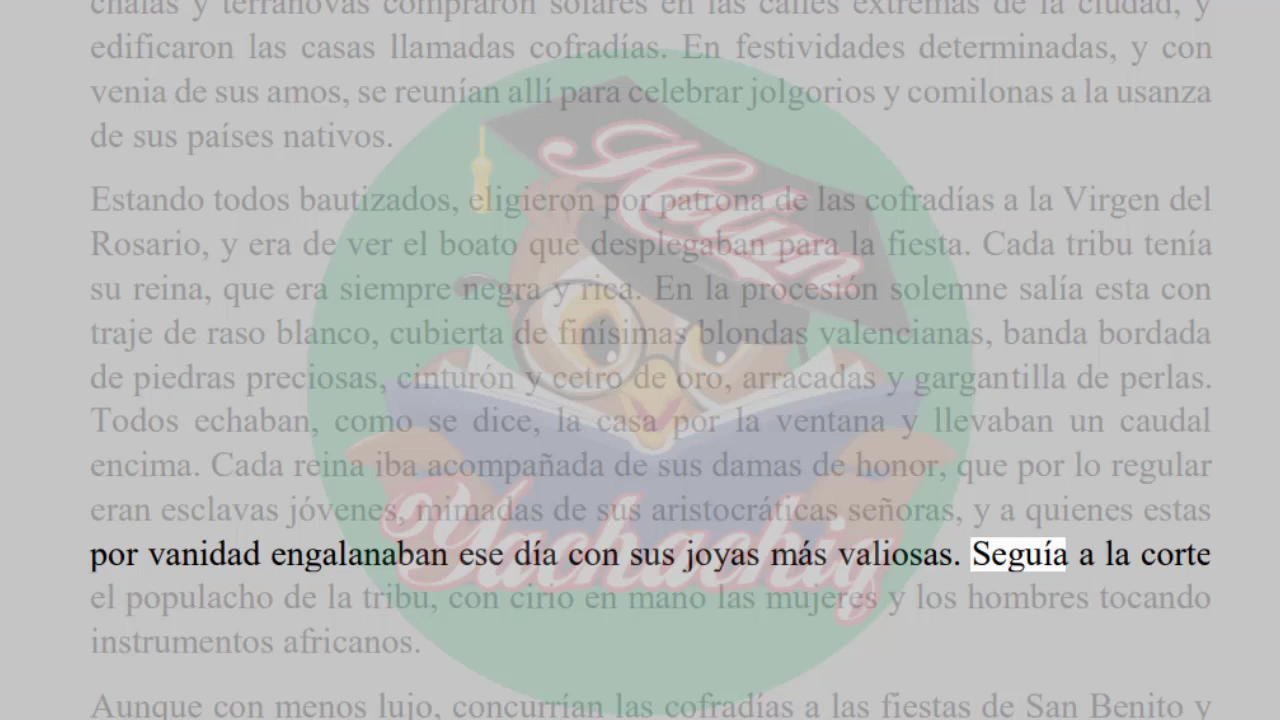 chalas y terranovas compraron solares en las calles extremas de la ciudad, y
edificaron las casas llamadas cofradías. En festividades determinadas, y con
venia de sus amos, se reunían allí para celebrar jolgorios y comilonas a la usanza
de sus países nativos.
Estando todos bautizados, eligieron por patrona de las cofradías a la Virgen del
Rosario, y era de ver el boato que desplegaban para la fiesta. Cada tribu tenía
su reina, que era siempre negra y rica. En la procesión solemne salía esta con
traje de raso blanco, cubierta de finísimas blondas valencianas, banda bordada
de piedras preciosas, cinturón y cetro de oro, arracadas y gargantilla de perlas.
Todos echaban, como se dice, la casa por la ventana y llevaban un caudal
encima. Cada reina iba acompañada de sus damas de honor, que por lo regular
eran esclavas jóvenes, mimadas de sus aristocráticas señoras, y a quienes estas
por vanidad engalanaban ese día con sus joyas más valiosas. Seguía a la corte
el populacho de la tribu, con cirio en mano las mujeres y los hombres tocando
instrumentos africanos.
Aunque con menos lujo, concurrían las cofradías a las fiestas de San Benito y